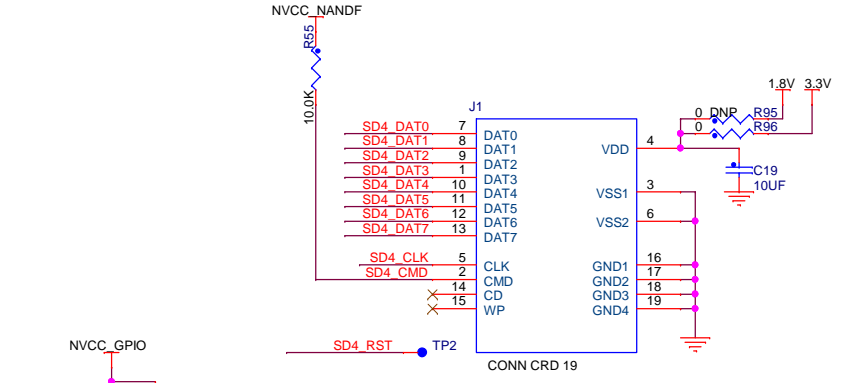 NVCC_NANDF
R55
10.0K
J1
1.8V 3.3V
0 DNP R95
0 R96
SD4_DAT0 7 DAT0
SD4_DAT1 8 DAT1
SD4_DAT2 9 DAT2
SD4_DAT3 1 DAT3
SD4_DAT4 10 DAT4
SD4_DAT5 11 DAT5
SD4_DAT6 12 DAT6
SD4_DAT7 13 DAT7
SD4_CLK 5 CLK
SD4_CMD 2 CMD
14 CD
15 WP
VDD 4
C19
10UF
VSS1 3
VSS2 6
GND1 16
GND2 17
GND3 18
GND4 19
NVCC_GPIO
SD4_RST TP2
CONN CRD 19